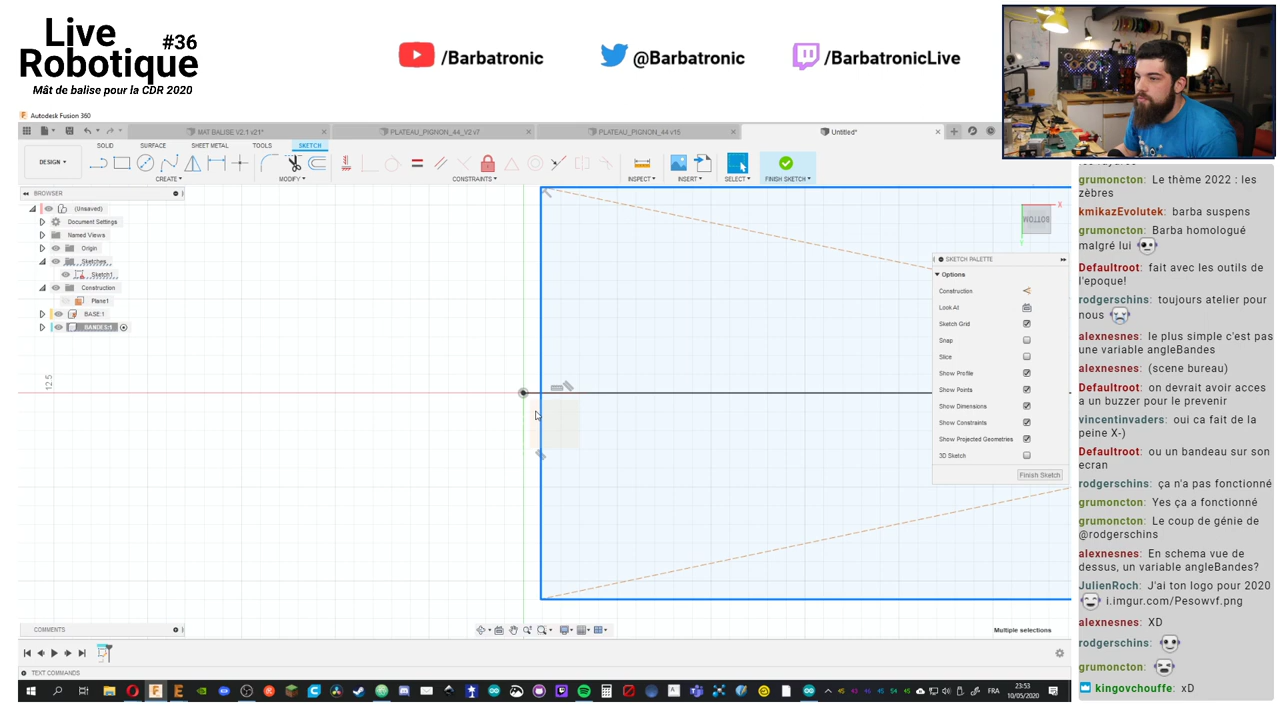 Live
Robotique #36
Mât de balise pour la CDR 2020
/Barbatronic
@Barbatronic
/BarbatronicLive
Autodesk Fusion 360
MAT BALISE V2.1 v21*
PLATEAU_PIGNON_44_V2 v7
PLATEAU_PIGNON_44 v15
Untitled*
SOLID
SURFACE
SHEET METAL
TOOLS
SKETCH
DESIGN
CREATE
MODIFY
CONSTRAINTS
INSPECT
INSERT
SELECT
FINISH SKETCH
BROWSER
(Unsaved)
Document Settings
Named Views
Origin
Sketches
Sketch1
Construction
Plane1
BASE:1
BANDES:1
12.5
BOTTOM
X
SKETCH PALETTE
Options
Construction
Look At
Sketch Grid
Snap
Slice
Show Profile
Show Points
Show Dimensions
Show Constraints
Show Projected Geometries
3D Sketch
Finish Sketch
COMMENTS
Multiple selections
TEXT COMMANDS
FRA
23:53
10/05/2020
grumoncton: Le thème 2022 : les
zèbres
kmikazEvolutek: barba suspens
grumoncton: Barba homologué
malgré lui
Defaultroot: fait avec les outils de
l'epoque!
rodgerschins: toujours atelier pour
nous
alexnesnes: le plus simple c'est pas
une variable angleBandes
alexnesnes: (scene bureau)
Defaultroot: on devrait avoir acces
a un buzzer pour le prevenir
vincentinvaders: oui ca fait de la
peine X-)
Defaultroot: ou un bandeau sur son
ecran
rodgerschins: ça n'a pas fonctionné
grumoncton: Yes ça a fonctionné
grumoncton: Le coup de génie de
@rodgerschins
alexnesnes: En schema vue de
dessus, un variable angleBandes?
JulienRoch: J'ai ton logo pour 2020
i.imgur.com/Pesowvf.png
alexnesnes: XD
rodgerschins:
grumoncton:
kingovchouffe: xD